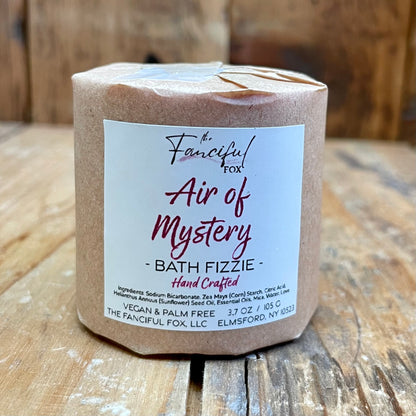 the
Fanciful
FOX
Air of
Mystery
- BATH FIZZIE -
Hand Crafted
Ingredients: Sodium Bicarbonate, Zea Mays (Corn) Starch, Citric Acid,
Helianthus Annuus (Sunflower) Seed Oil, Essential Oils, Mica, Water, Love
VEGAN & PALM FREE 3.7 OZ / 105 G
THE FANCIFUL FOX, LLC ELMSFORD, NY 10523